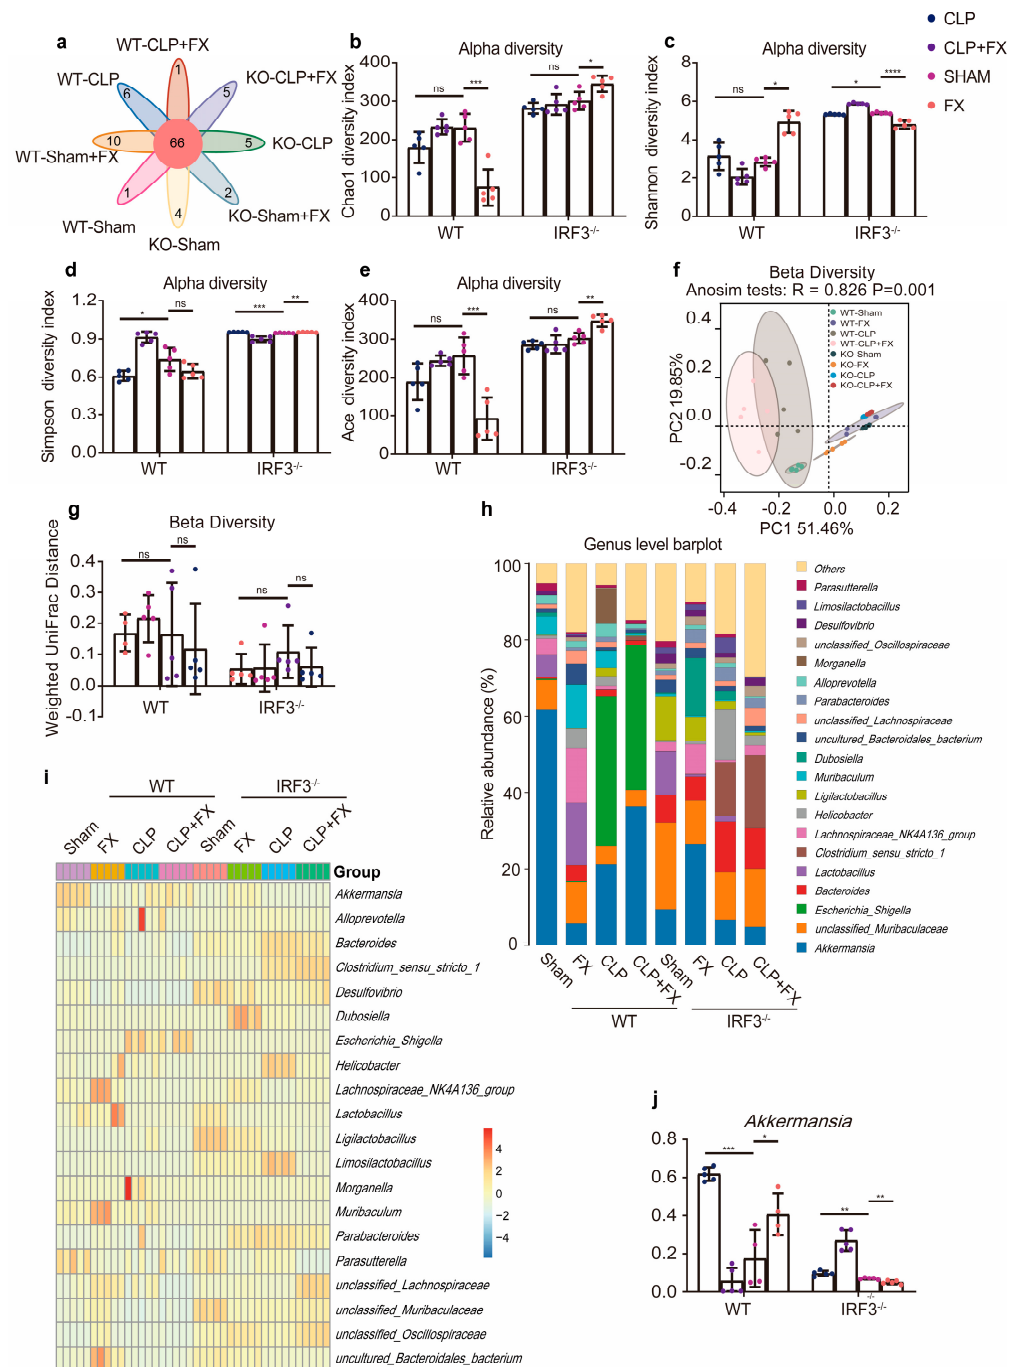 a
WT-CLP+FX
WT-CLP
KO-CLP+FX
WT-Sham+FX
KO-CLP
WT-Sham
KO-Sham+FX
KO-Sham
1
6
5
10
66
5
1
2
4
b
Alpha diversity
Chao1 diversity index
400
300
200
100
0
ns
***
ns
*
WT
IRF3-/-
c
Alpha diversity
Shannon diversity index
8
6
4
2
0
ns
*
*
****
WT
IRF3-/-
CLP
CLP+FX
SHAM
FX
d
Alpha diversity
Simpson diversity index
1.2
0.9
0.6
0.3
0.0
*
ns
***
**
WT
IRF3-/-
e
Alpha diversity
Ace diversity index
400
300
200
100
0
ns
***
ns
**
WT
IRF3-/-
f
Beta Diversity
Anosim tests: R = 0.826 P=0.001
PC2 19.85%
0.4
0.2
0.0
-0.2
WT-Sham
WT-FX
WT-CLP
WT-CLP+FX
KO-Sham
KO-FX
KO-CLP
KO-CLP+FX
-0.4
-0.2
0.0
0.2
PC1 51.46%
g
Beta Diversity
Weighted UniFrac Distance
0.4
0.3
0.2
0.1
0.0
-0.1
ns
ns
ns
ns
WT
IRF3-/-
h
Genus level barplot
Relative abundance (%)
100
80
60
40
20
0
Sham
FX
CLP
CLP+FX
Sham
FX
CLP
CLP+FX
WT
IRF3-/-
Others
Parasutterella
Limosilactobacillus
Desulfovibrio
unclassified_Oscillospiraceae
Morganella
Alloprevotella
Parabacteroides
unclassified_Lachnospiraceae
uncultured_Bacteroidales_bacterium
Dubosiella
Muribaculum
Ligilactobacillus
Helicobacter
Lachnospiraceae_NK4A136_group
Clostridium_sensu_stricto_1
Lactobacillus
Bacteroides
Escherichia_Shigella
unclassified_Muribaculaceae
Akkermansia
i
WT
IRF3-/-
Sham
FX
CLP
CLP+FX
Sham
FX
CLP
CLP+FX
Group
Akkermansia
Alloprevotella
Bacteroides
Clostridium_sensu_stricto_1
Desulfovibrio
Dubosiella
Escherichia_Shigella
Helicobacter
Lachnospiraceae_NK4A136_group
Lactobacillus
Ligilactobacillus
Limosilactobacillus
Morganella
Muribaculum
Parabacteroides
Parasutterella
unclassified_Lachnospiraceae
unclassified_Muribaculaceae
unclassified_Oscillospiraceae
uncultured_Bacteroidales_bacterium
4
2
0
−2
−4
j
Akkermansia
0.8
0.6
0.4
0.2
0.0
***
*
**
**
WT
-/-
IRF3-/-